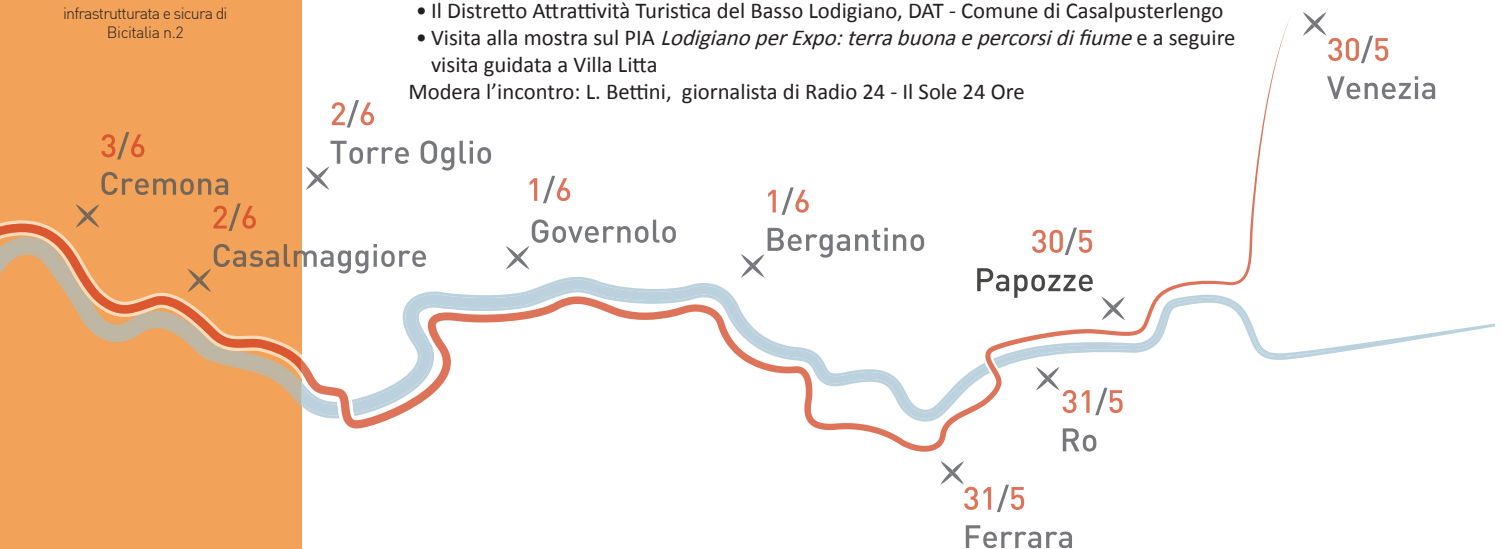 infrastrutturata e sicura di
Bicitalia n.2
• Il Distretto Attrattività Turistica del Basso Lodigiano, DAT - Comune di Casalpusterlengo
• Visita alla mostra sul PIA Lodigiano per Expo: terra buona e percorsi di fiume e a seguire
visita guidata a Villa Litta
Modera l'incontro: L. Bettini, giornalista di Radio 24 - Il Sole 24 Ore
30/5
Venezia
2/6
Torre Oglio
3/6
Cremona
2/6
Casalmaggiore
1/6
Governolo
1/6
Bergantino
30/5
Papozze
31/5
Ro
31/5
Ferrara